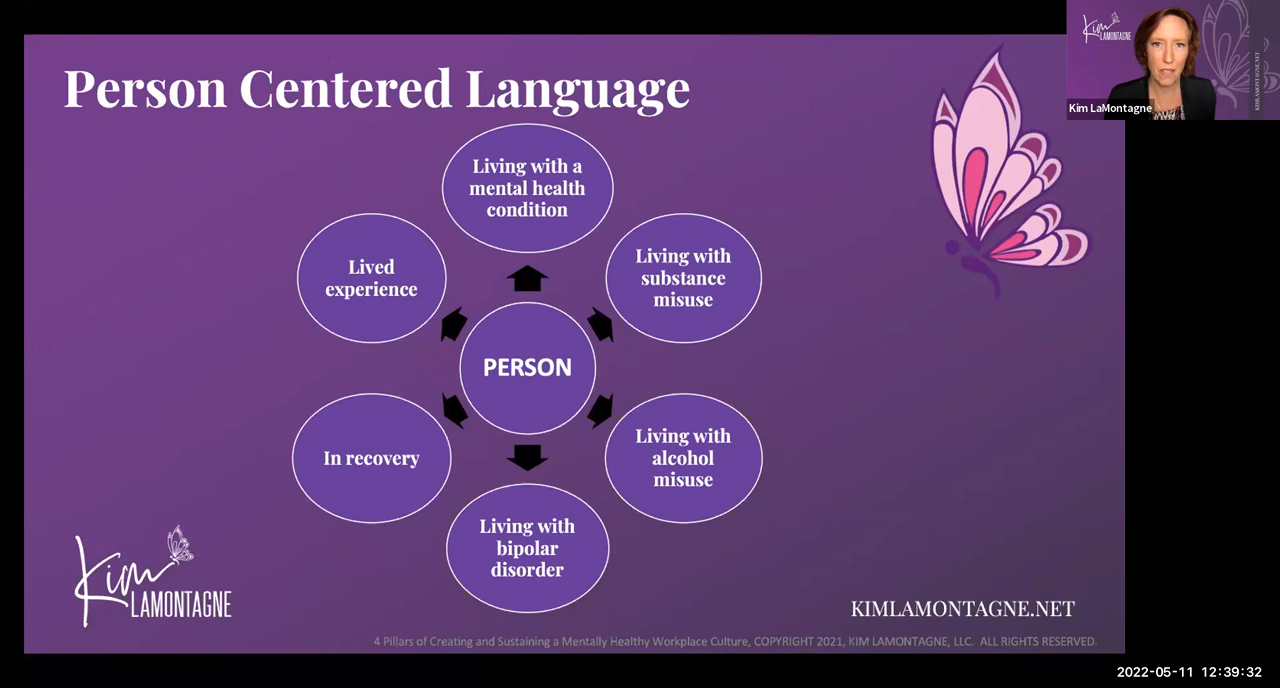 Person Centered Language
Living with a
mental health
condition
Lived
experience
Living with
substance
misuse
PERSON
In recovery
Living with
alcohol
misuse
Living with
bipolar
disorder
Kim
LAMONTAGNE
KIMLAMONTAGNE.NET
4 Pillars of Creating and Sustaining a Mentally Healthy Workplace Culture, COPYRIGHT 2021, KIM LAMONTAGNE, LLC. ALL RIGHTS RESERVED.
Kim
LAMONTAGNE
KIMLAMONTAGNE.NET
Kim LaMontagne
2022-05-11 12:39:32